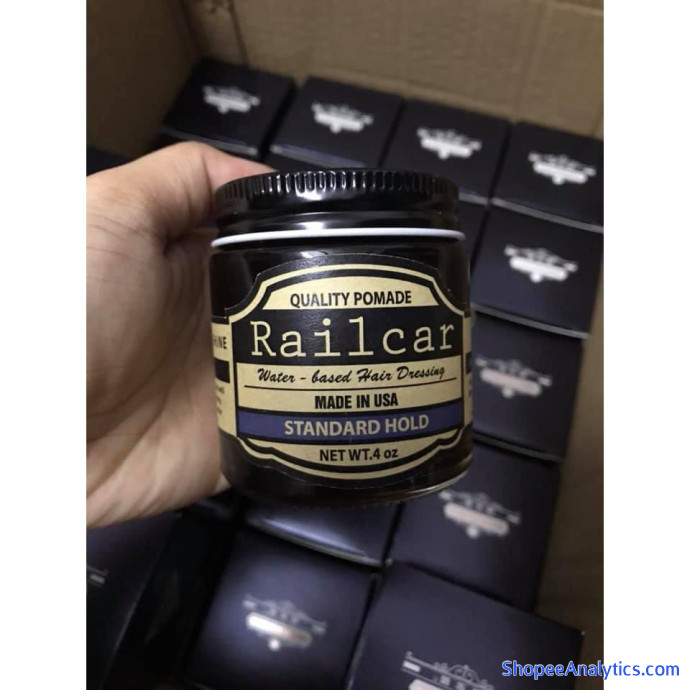 QUALITY POMADE
Railcar
Water - based Hair Dressing
MADE IN USA
STANDARD HOLD
NET WT.4 oz
ShopeeAnalytics.com